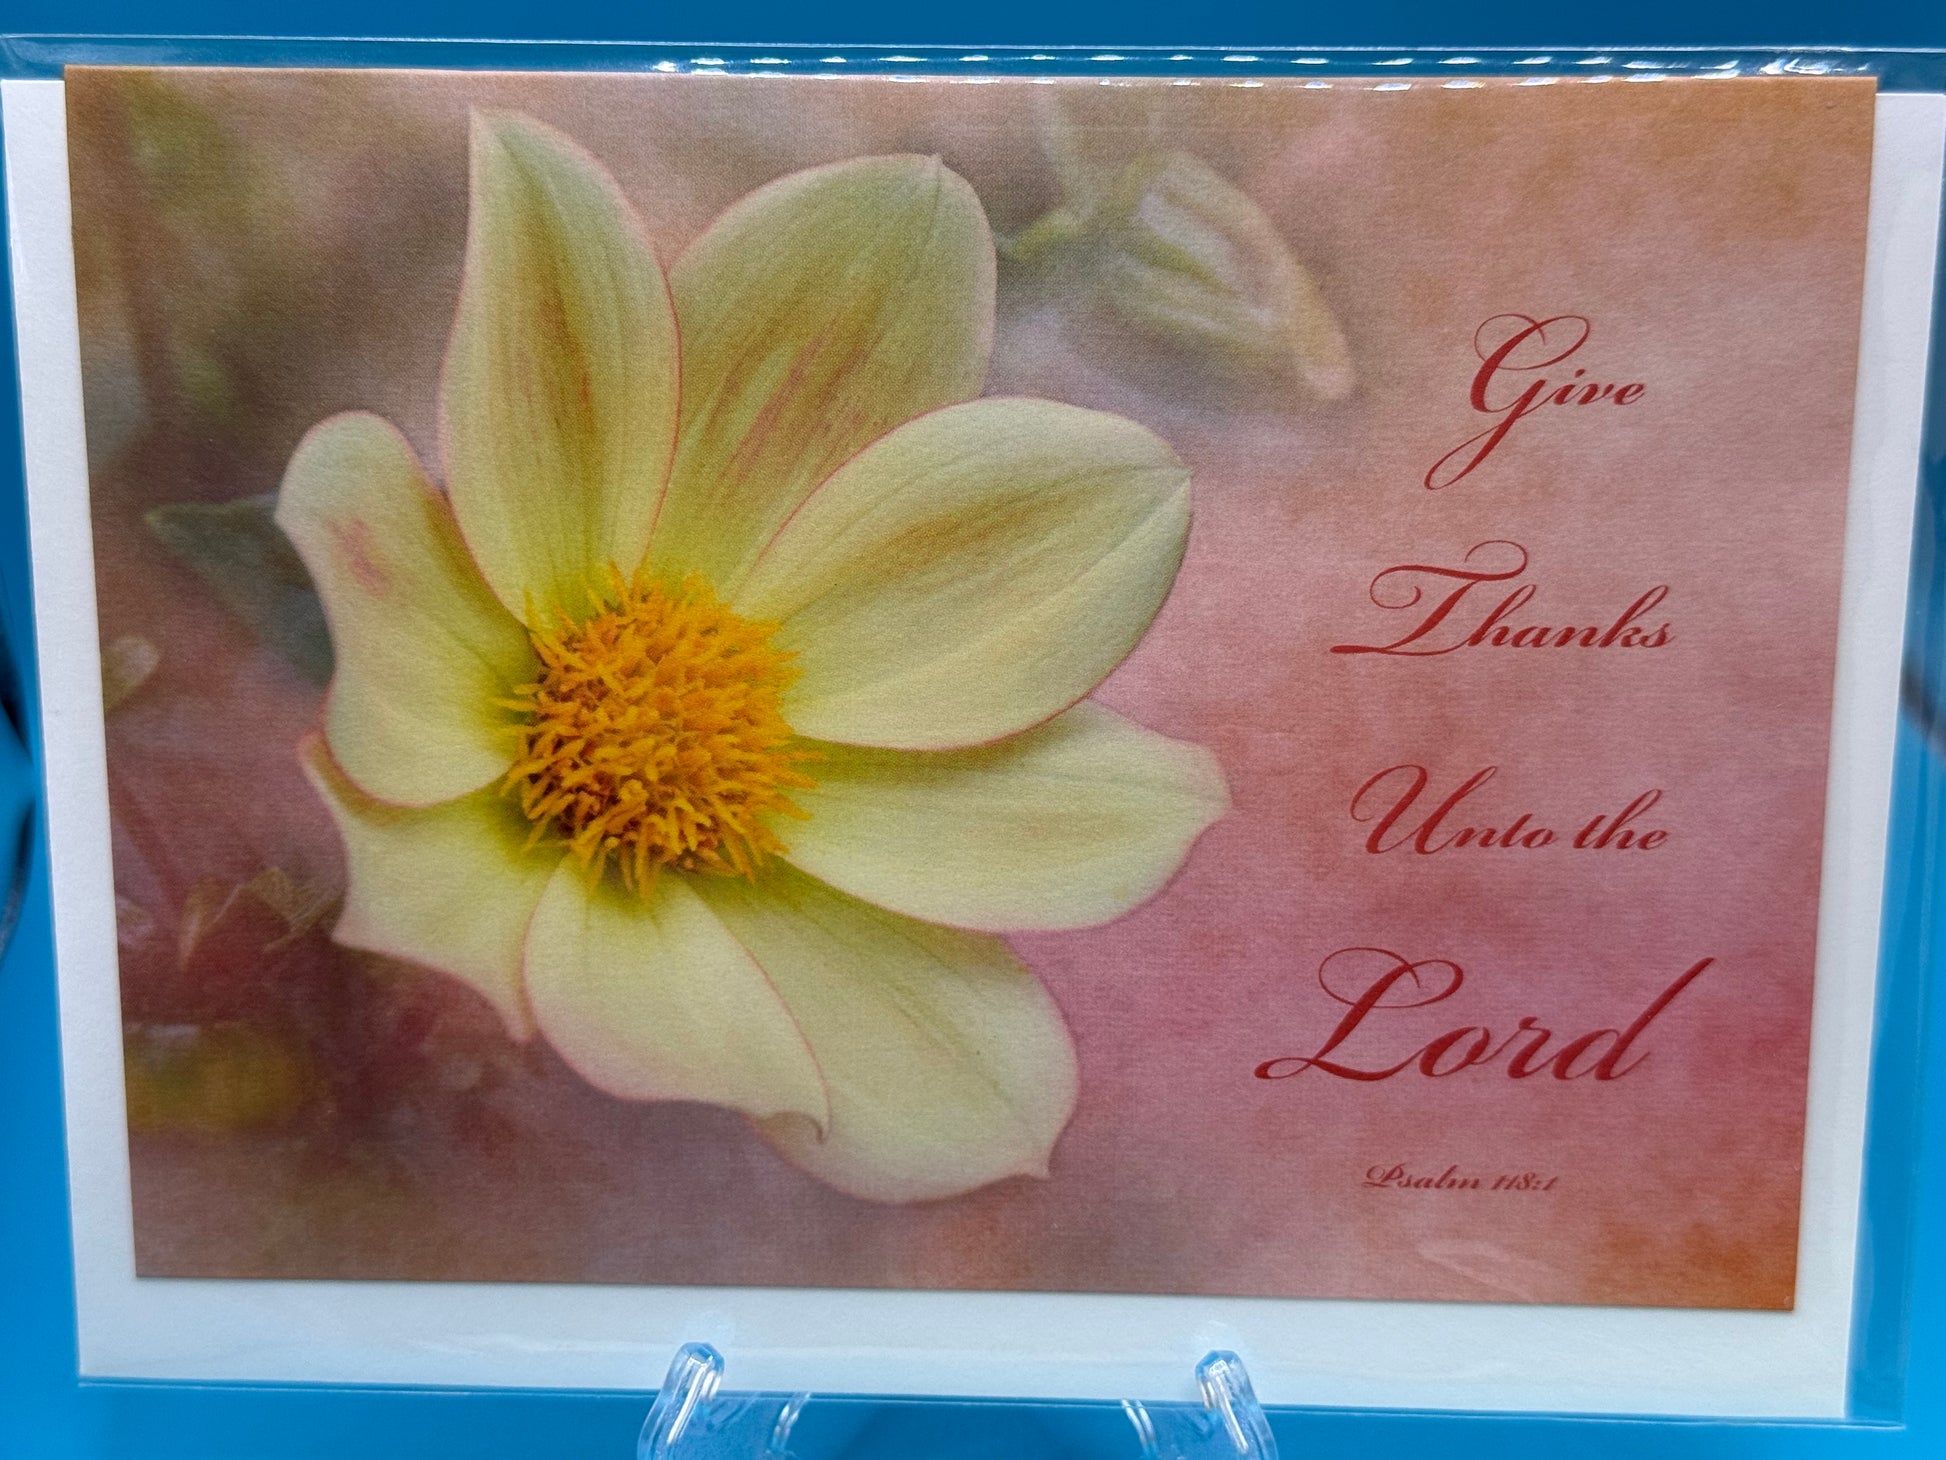 Give
Thanks
Unto the
Lord
Psalm 118:1